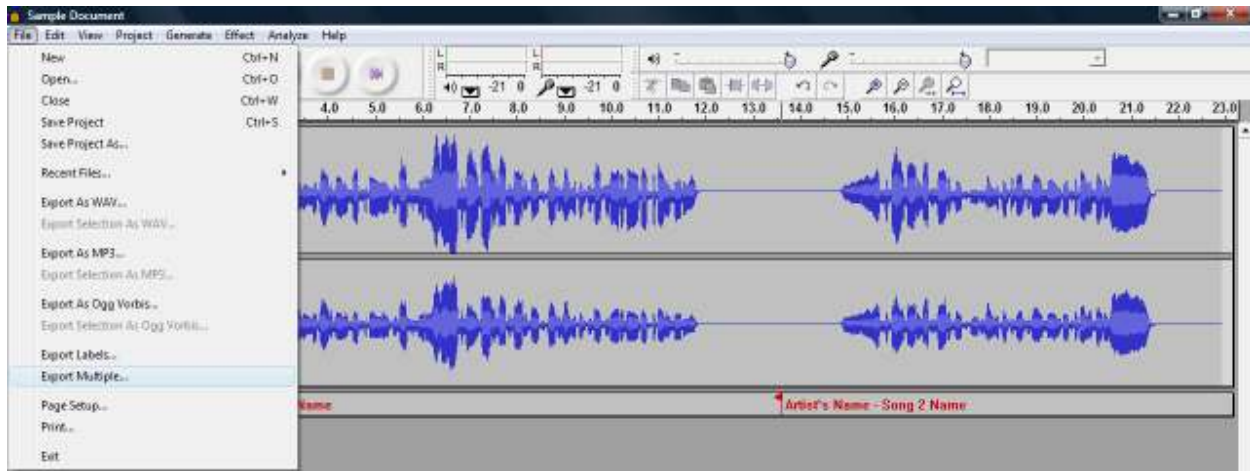 Sample Document
File Edit View Project Generate Effect Analyze Help
New Ctrl+N
Open... Ctrl+O
Close Ctrl+W
Save Project Ctrl+S
Save Project As...
Recent Files...
Export As WAV...
Export Selection As WAV...
Export As MP3...
Export Selection As MP3...
Export As Ogg Vorbis...
Export Selection As Ogg Vorbis...
Export Labels...
Export Multiple...
Page Setup...
Print...
Exit
L L
R R
-21 0 -21 0
4.0 5.0 6.0 7.0 8.0 9.0 10.0 11.0 12.0 13.0 14.0 15.0 16.0 17.0 18.0 19.0 20.0 21.0 22.0 23.0
Name Artist's Name - Song 2 Name